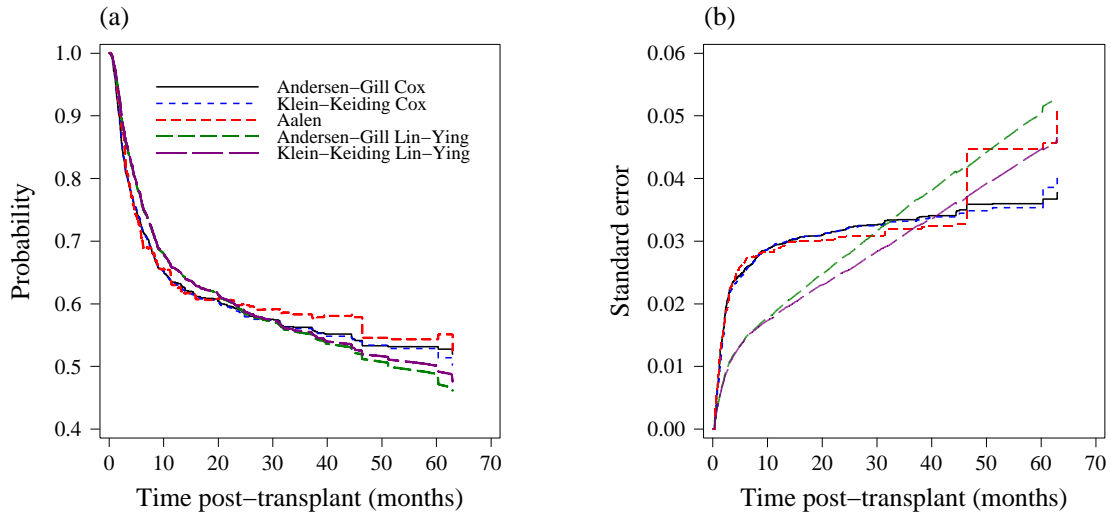 (a)
Probability
1.0
0.9
0.8
0.7
0.6
0.5
0.4
Andersen−Gill Cox
Klein−Keiding Cox
Aalen
Andersen−Gill Lin−Ying
Klein−Keiding Lin−Ying
0 10 20 30 40 50 60 70
Time post−transplant (months)
(b)
Standard error
0.06
0.05
0.04
0.03
0.02
0.01
0.00
0 10 20 30 40 50 60 70
Time post−transplant (months)